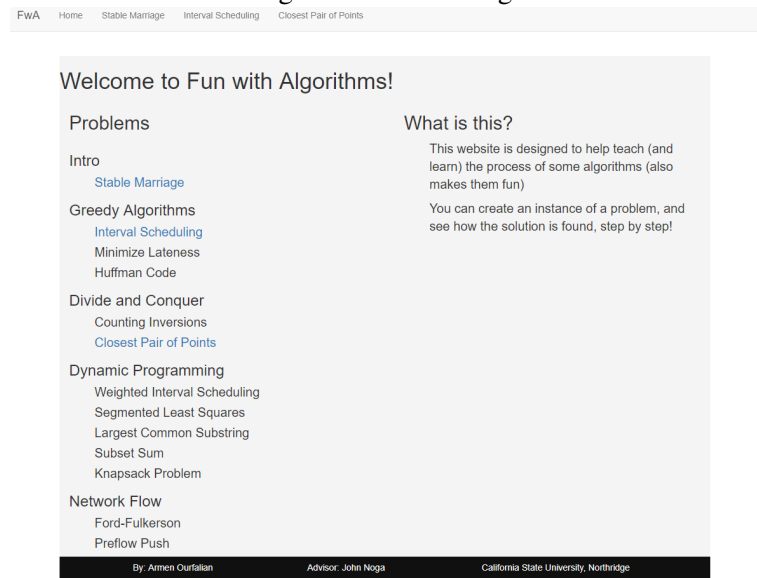 FwA Home Stable Marriage Interval Scheduling Closest Pair of Points
Welcome to Fun with Algorithms!
Problems
Intro
Stable Marriage
Greedy Algorithms
Interval Scheduling
Minimize Lateness
Huffman Code
Divide and Conquer
Counting Inversions
Closest Pair of Points
Dynamic Programming
Weighted Interval Scheduling
Segmented Least Squares
Largest Common Substring
Subset Sum
Knapsack Problem
Network Flow
Ford-Fulkerson
Preflow Push
What is this?
This website is designed to help teach (and
learn) the process of some algorithms (also
makes them fun)
You can create an instance of a problem, and
see how the solution is found, step by step!
By: Armen Ourfalian Advisor: John Noga California State University, Northridge